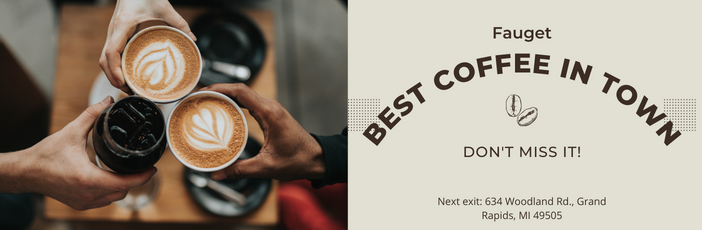 Fauget
BEST COFFEE IN TOWN
DON'T MISS IT!
Next exit: 634 Woodland Rd., Grand
Rapids, MI 49505